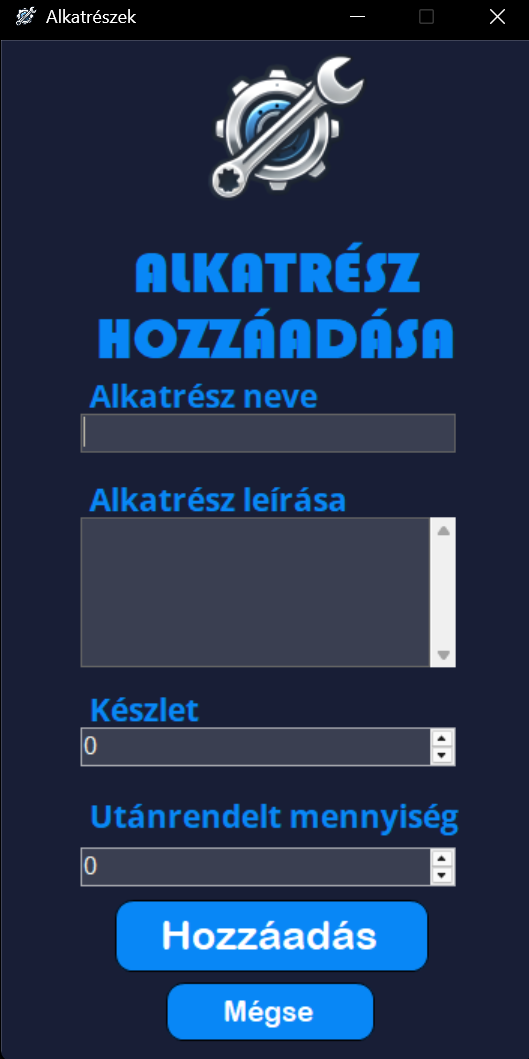 Alkatrészek
ALKATRÉSZ
HOZZÁADÁSA
Alkatrész neve
Alkatrész leírása
Készlet
0
Utánrendelt mennyiség
0
Hozzáadás
Mégse